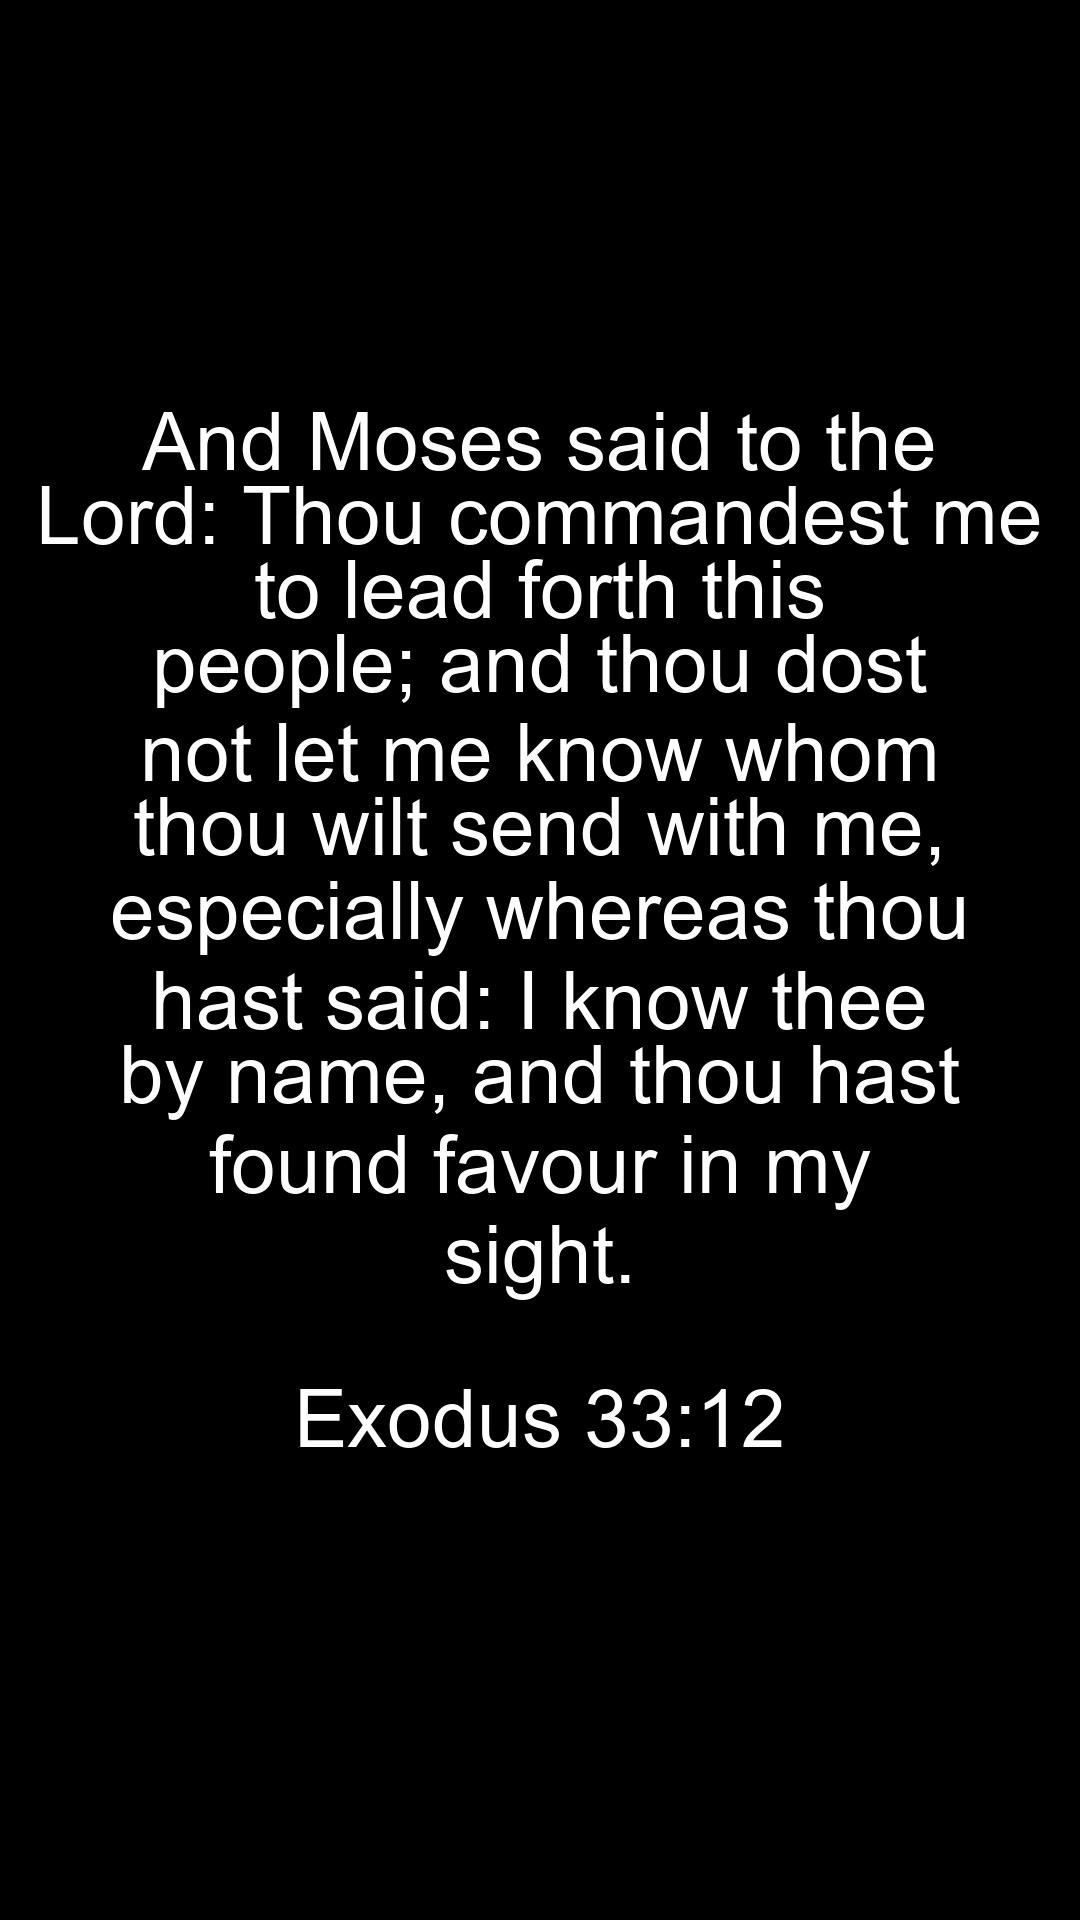 And Moses said to the
Lord: Thou commandest me
to lead forth this
people; and thou dost
not let me know whom
thou wilt send with me,
especially whereas thou
hast said: I know thee
by name, and thou hast
found favour in my
sight.
Exodus 33:12